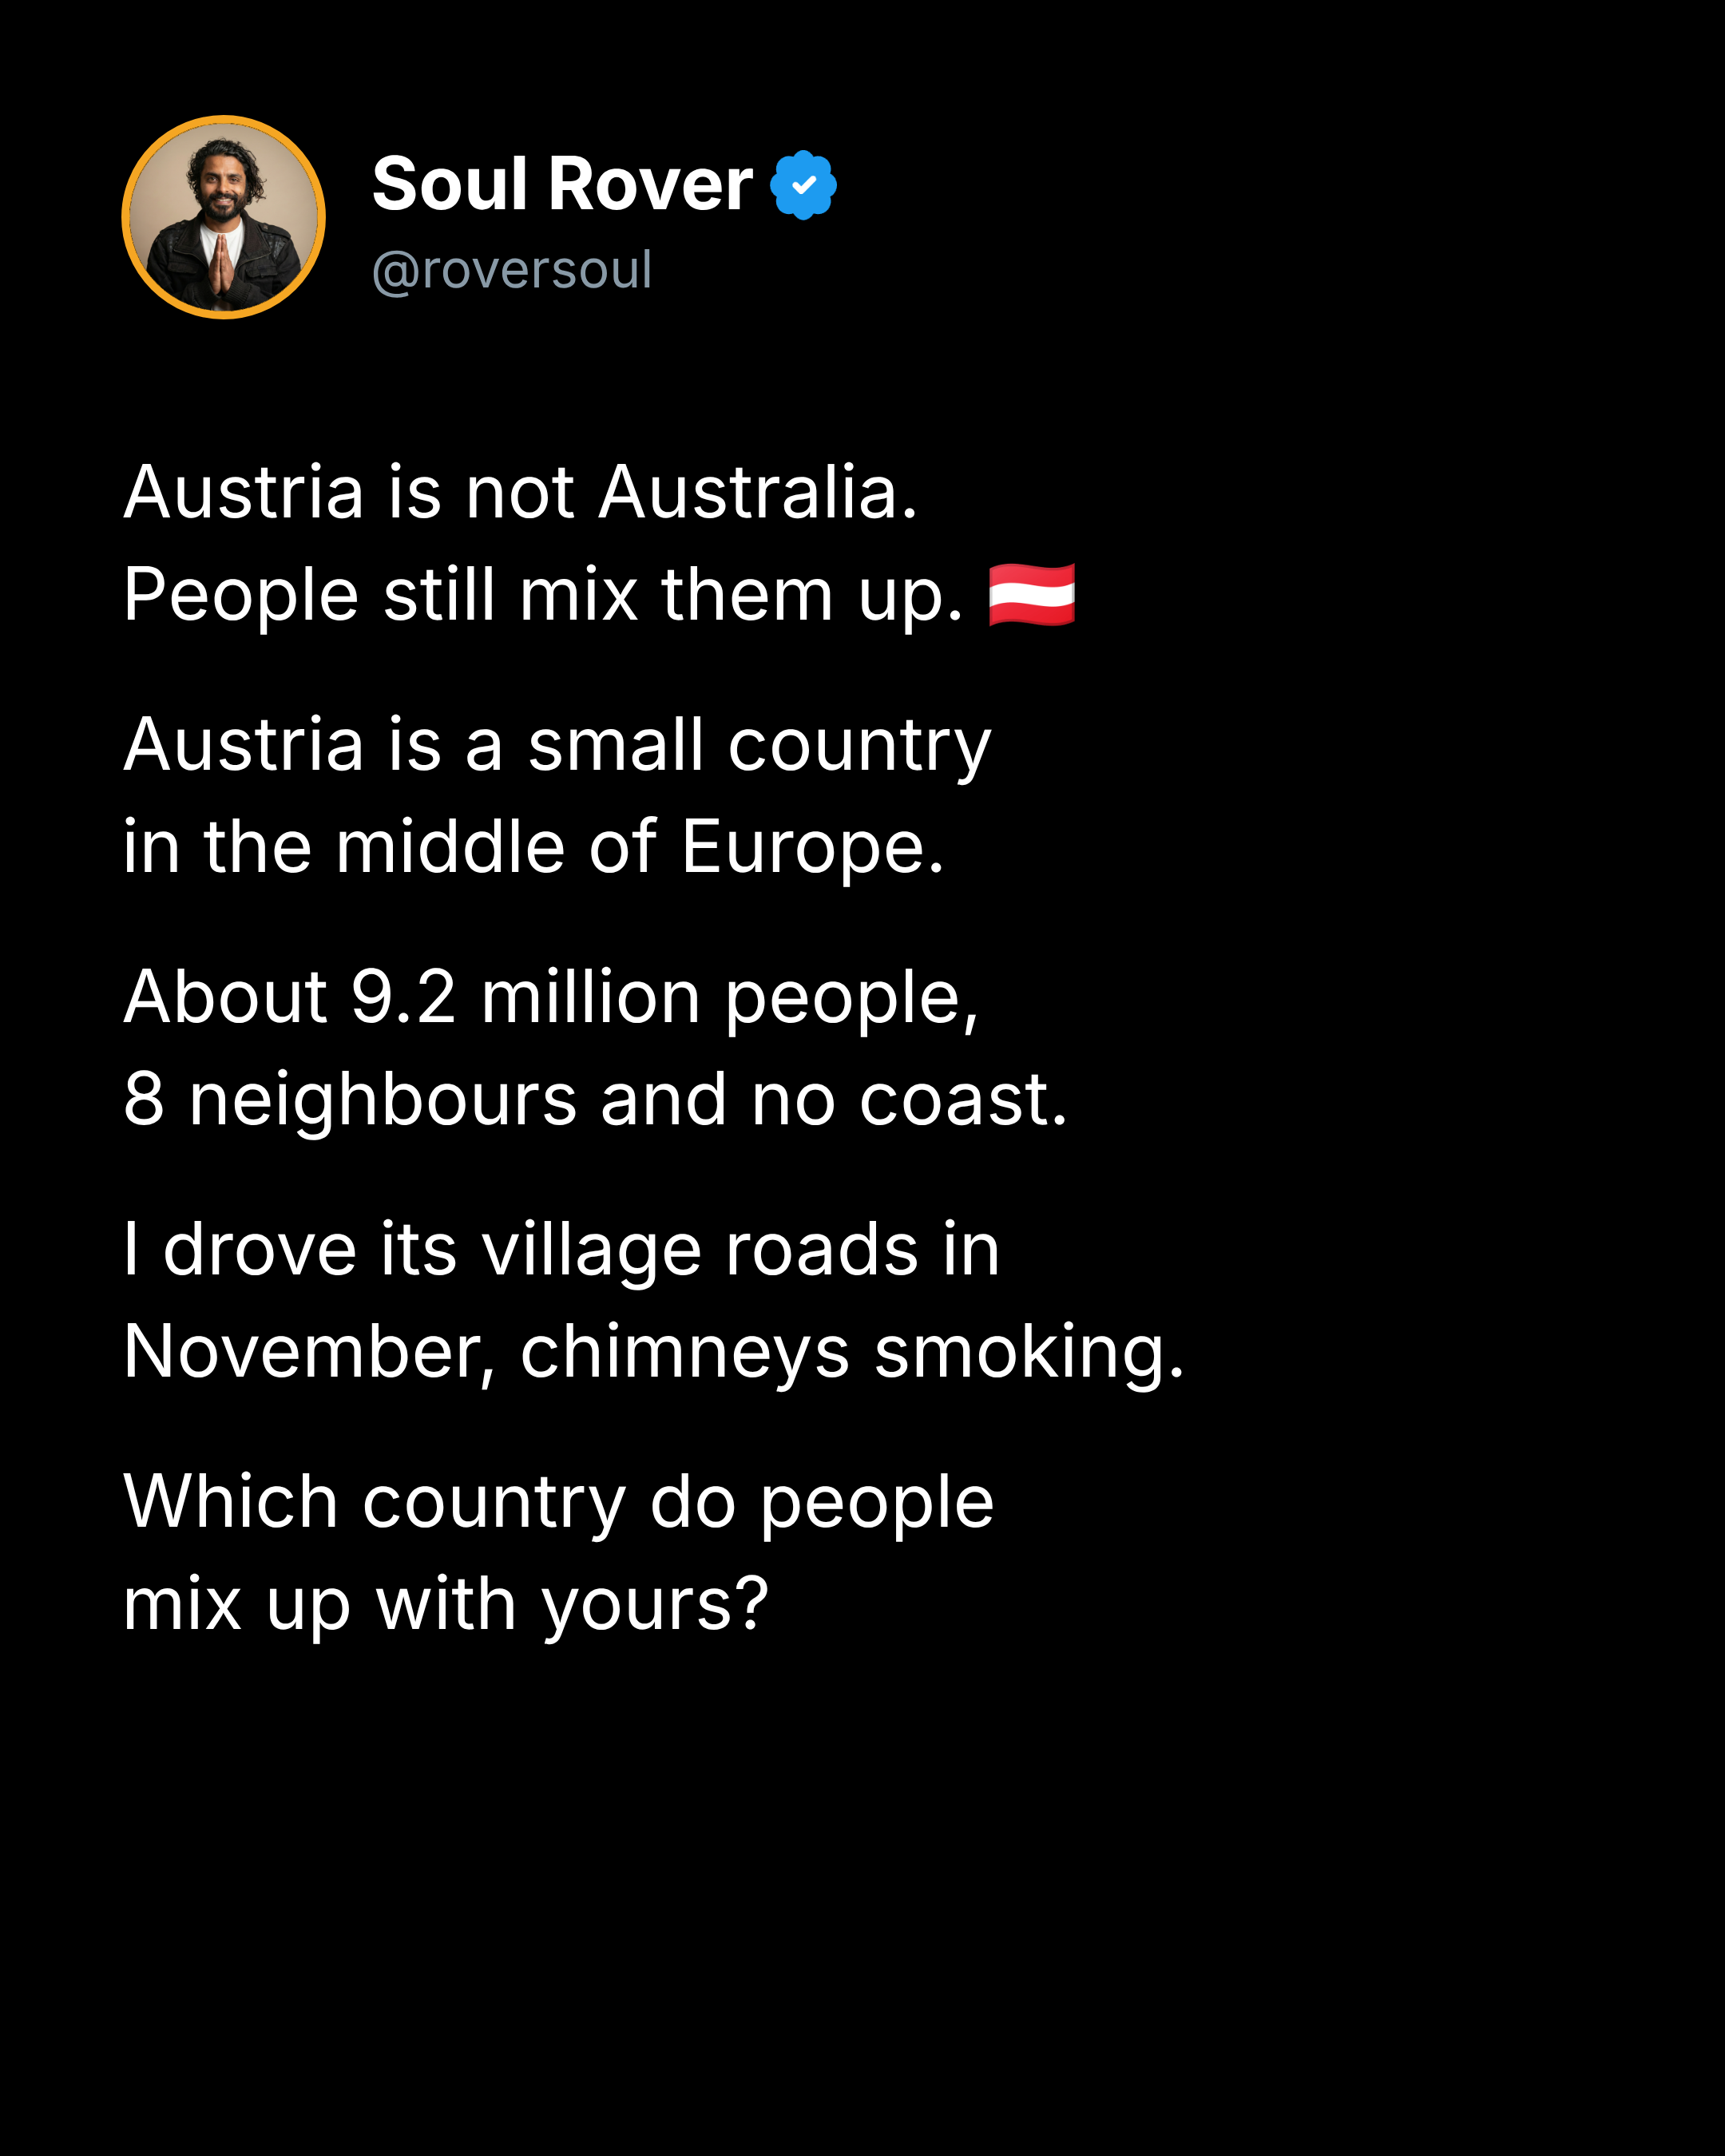 Soul Rover
@roversoul
Austria is not Australia.
People still mix them up. 🇦🇹
Austria is a small country
in the middle of Europe.
About 9.2 million people,
8 neighbours and no coast.
I drove its village roads in
November, chimneys smoking.
Which country do people
mix up with yours?